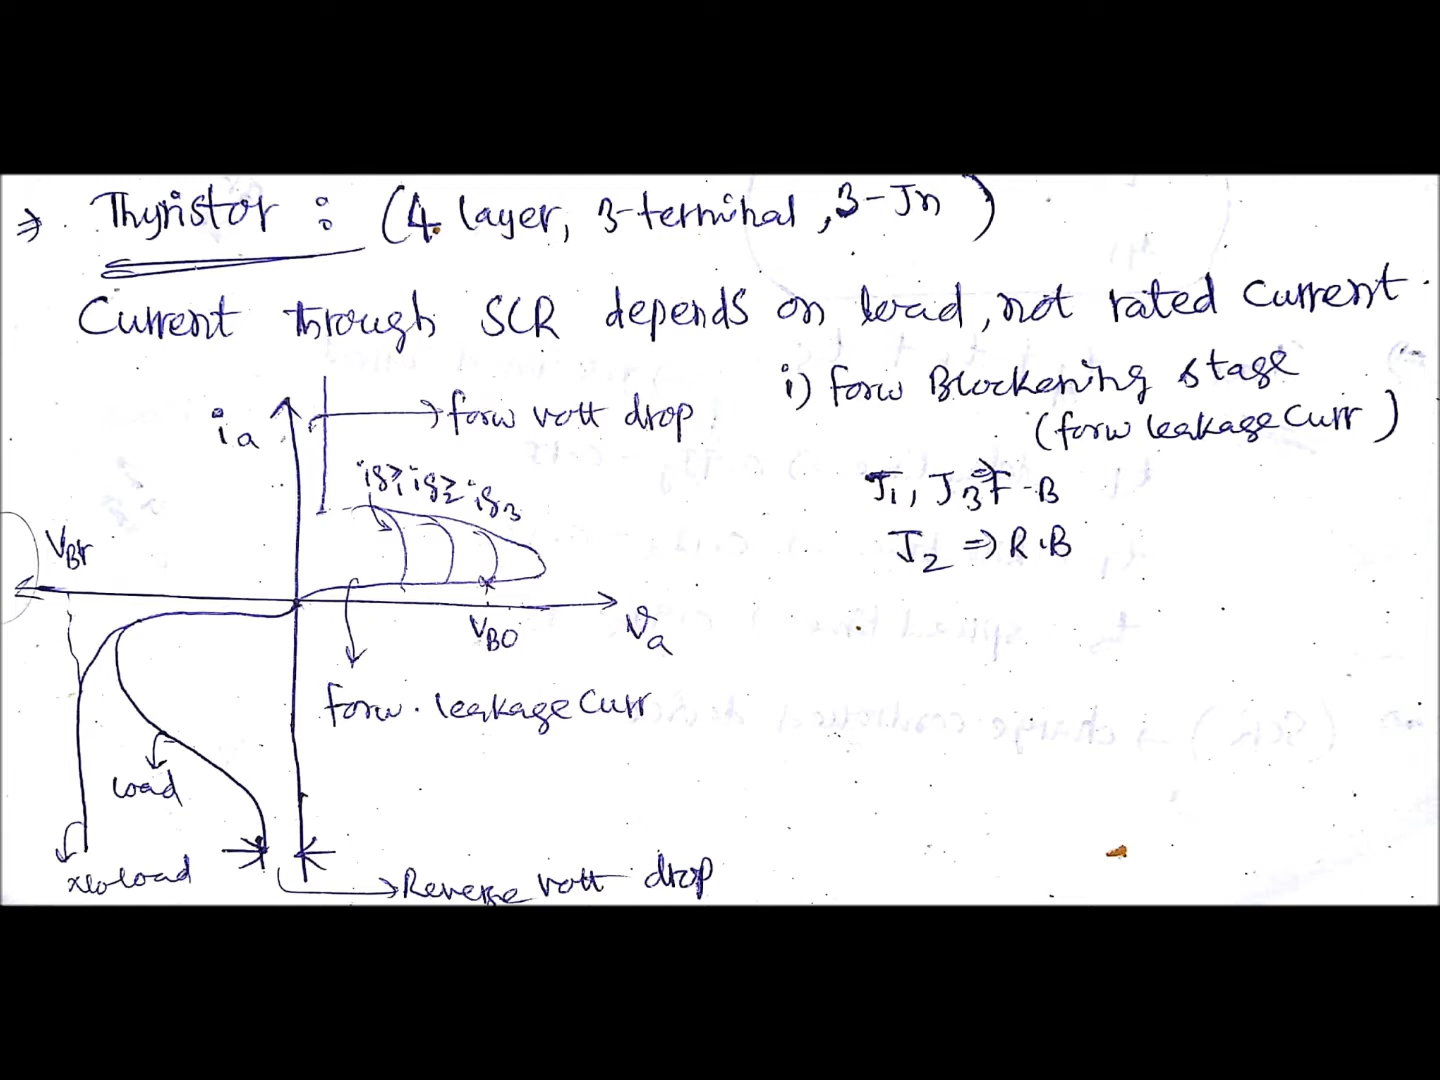 ⇒ Thyristor : (4 layer, 3-terminal, 3-Jn)
Current through SCR depends on load, not rated current.
i) forw Blockening stage
(forw leakage Curr)
J1, J3 ⇒ F-B
J2 ⇒ R.B
ia
→ forw volt drop
ig1 > ig2 > ig3
VBr
VBO
Va
forw. leakage Curr
load
No load
Reverse volt drop